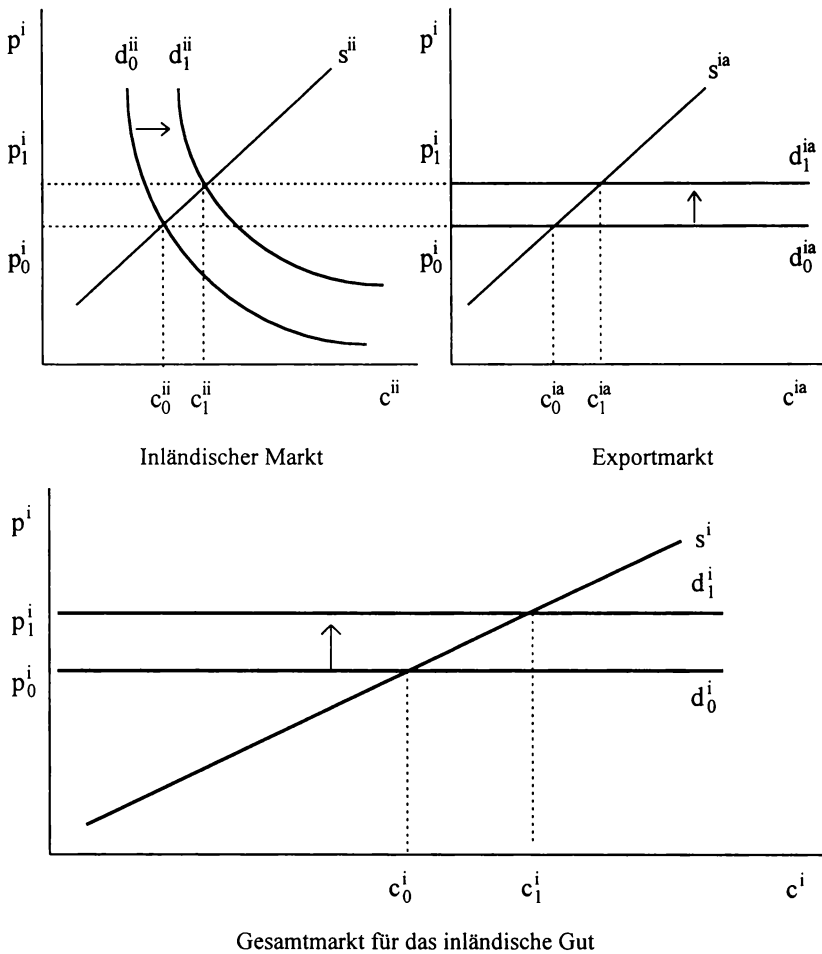 p^i
d_0^ii d_1^ii
s^ii
p_1^i
p_0^i
c_0^ii c_1^ii
c^ii
Inländischer Markt
p^i
s^ia
p_1^i
d_1^ia
p_0^i
d_0^ia
c_0^ia c_1^ia
c^ia
Exportmarkt
p^i
s^i
d_1^i
p_1^i
p_0^i
d_0^i
c_0^i
c_1^i
c^i
Gesamtmarkt für das inländische Gut